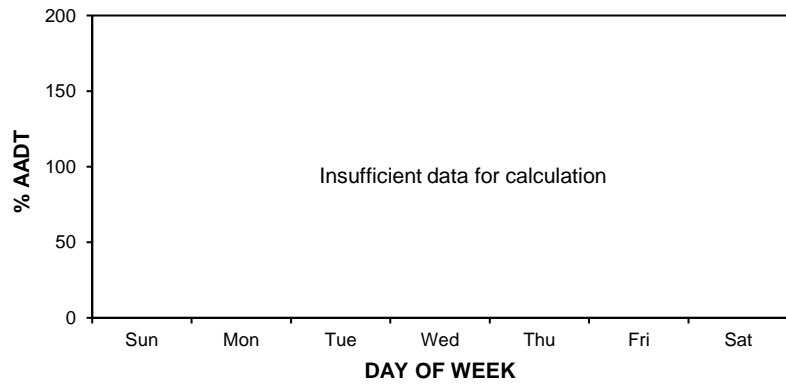 200
150
100
50
0
% AADT
Insufficient data for calculation
Sun Mon Tue Wed Thu Fri Sat
DAY OF WEEK